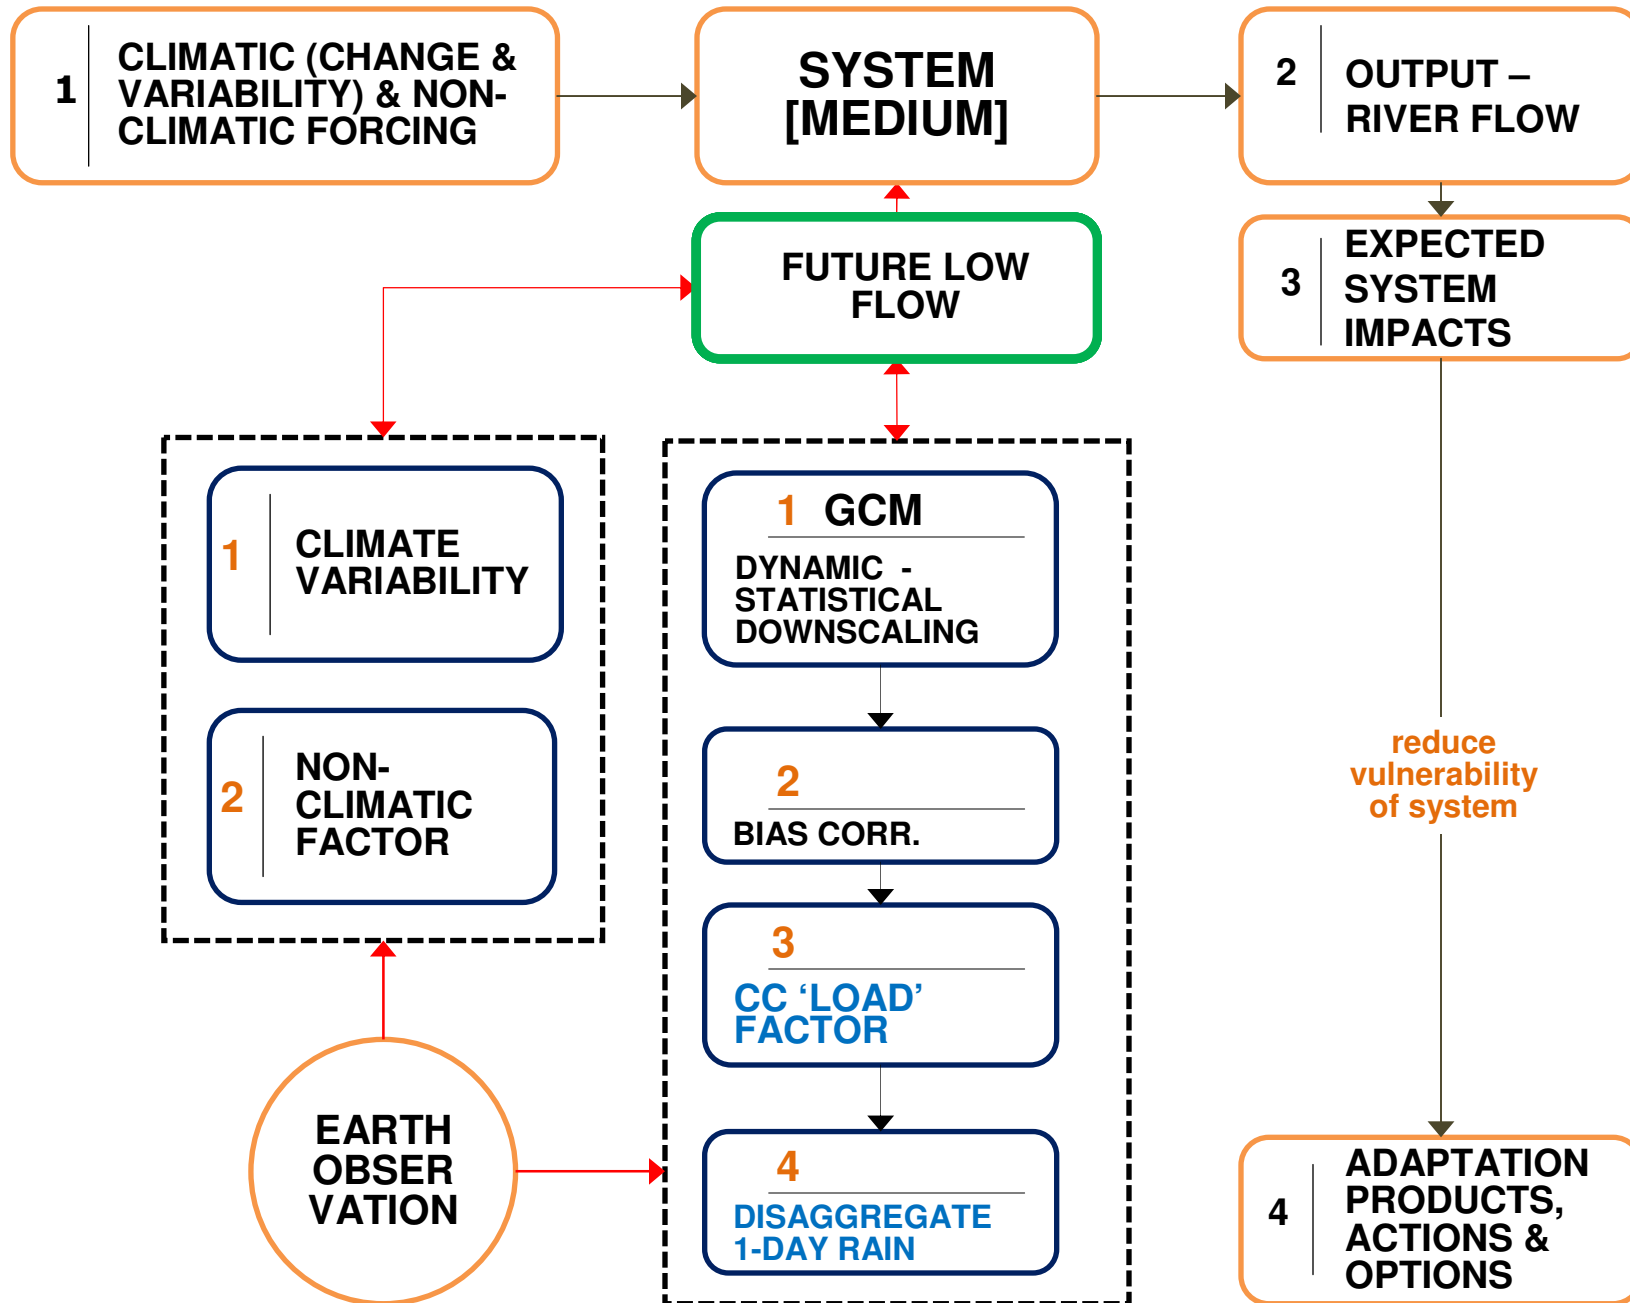 1
CLIMATIC (CHANGE &
VARIABILITY) & NON-
CLIMATIC FORCING
SYSTEM
[MEDIUM]
2
OUTPUT –
RIVER FLOW
FUTURE LOW
FLOW
3
EXPECTED
SYSTEM
IMPACTS
1
CLIMATE
VARIABILITY
2
NON-
CLIMATIC
FACTOR
1 GCM
DYNAMIC -
STATISTICAL
DOWNSCALING
2
BIAS CORR.
3
CC ‘LOAD’
FACTOR
4
DISAGGREGATE
1-DAY RAIN
EARTH
OBSER
VATION
reduce
vulnerability
of system
4
ADAPTATION
PRODUCTS,
ACTIONS &
OPTIONS